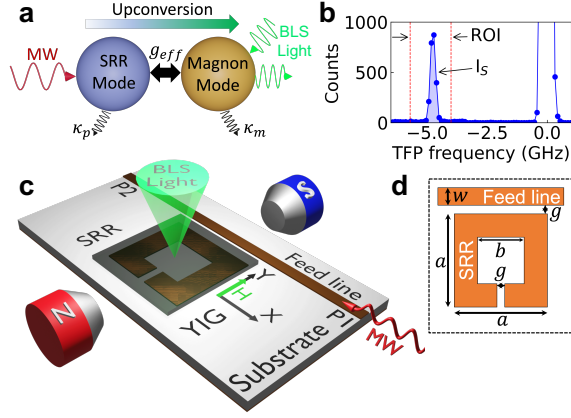 a
Upconversion
MW
SRR
Mode
g_eff
Magnon
Mode
BLS
Light
κ_p
κ_m
b
1000
500
0
Counts
ROI
I_S
−5.0
−2.5
0.0
TFP frequency (GHz)
c
BLS
Light
P2
S
SRR
Feed line
Y
H
X
YIG
N
P1
Substrate
MW
d
w
Feed line
g
a
SRR
b
g
a